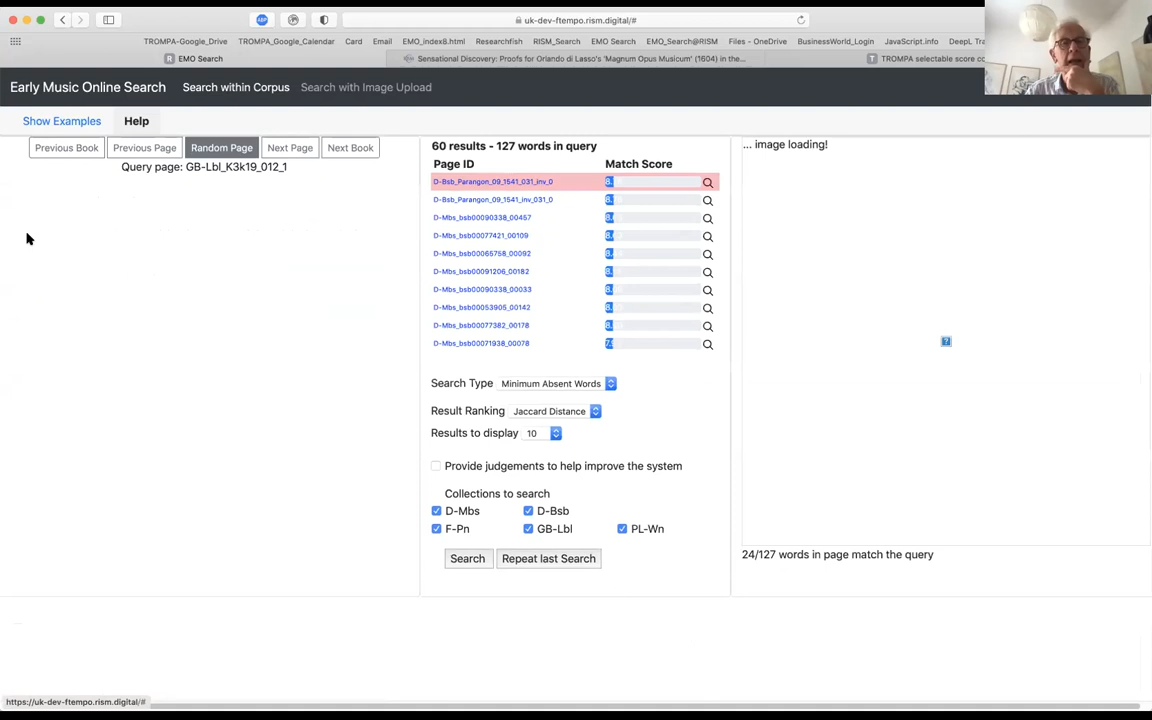 uk-dev-ftempo.rism.digital/#
TROMPA-Google_Drive TROMPA_Google_Calendar Card Email EMO_index8.html Researchfish RISM_Search EMO Search EMO_Search@RISM Files - OneDrive BusinessWorld_Login JavaScript.info DeepL Tra
EMO Search Sensational Discovery: Proofs for Orlando di Lasso's 'Magnum Opus Musicum' (1604) in the... TROMPA selectable score co
Early Music Online Search Search within Corpus Search with Image Upload
Show Examples Help
Previous Book Previous Page Random Page Next Page Next Book
Query page: GB-Lbl_K3k19_012_1
60 results - 127 words in query
Page ID Match Score
D-Bsb_Parangon_09_1541_031_inv_0
D-Bsb_Parangon_09_1541_inv_031_0
D-Mbs_bsb00090338_00457
D-Mbs_bsb00077421_00109
D-Mbs_bsb00065758_00092
D-Mbs_bsb00091206_00182
D-Mbs_bsb00090338_00033
D-Mbs_bsb00053905_00142
D-Mbs_bsb00077382_00178
D-Mbs_bsb00071938_00078
Search Type Minimum Absent Words
Result Ranking Jaccard Distance
Results to display 10
Provide judgements to help improve the system
Collections to search
D-Mbs D-Bsb
F-Pn GB-Lbl PL-Wn
Search Repeat last Search
... image loading!
24/127 words in page match the query
https://uk-dev-ftempo.rism.digital/#